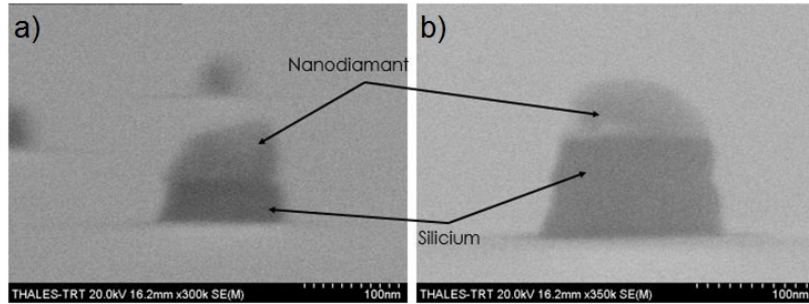 a)
b)
Nanodiamant
Silicium
THALES-TRT 20.0kV 16.2mm x300k SE(M)
100nm
THALES-TRT 20.0kV 16.2mm x350k SE(M)
100nm